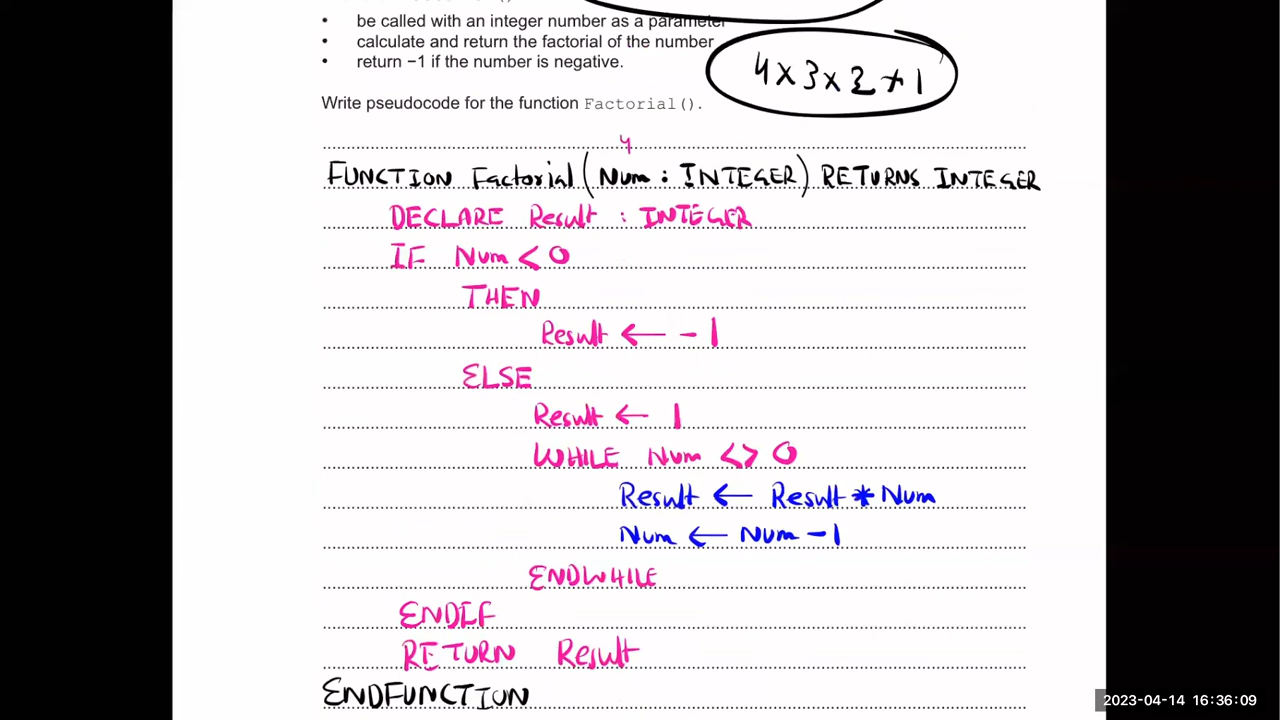 • be called with an integer number as a parameter
• calculate and return the factorial of the number
• return −1 if the number is negative.
4 x 3 x 2 x 1
Write pseudocode for the function Factorial().
4
FUNCTION Factorial (Num : INTEGER) RETURNS INTEGER
DECLARE Result : INTEGER
IF Num < 0
THEN
Result ← -1
ELSE
Result ← 1
WHILE Num <> 0
Result ← Result * Num
Num ← Num - 1
ENDWHILE
ENDIF
RETURN Result
ENDFUNCTION
2023-04-14 16:36:09